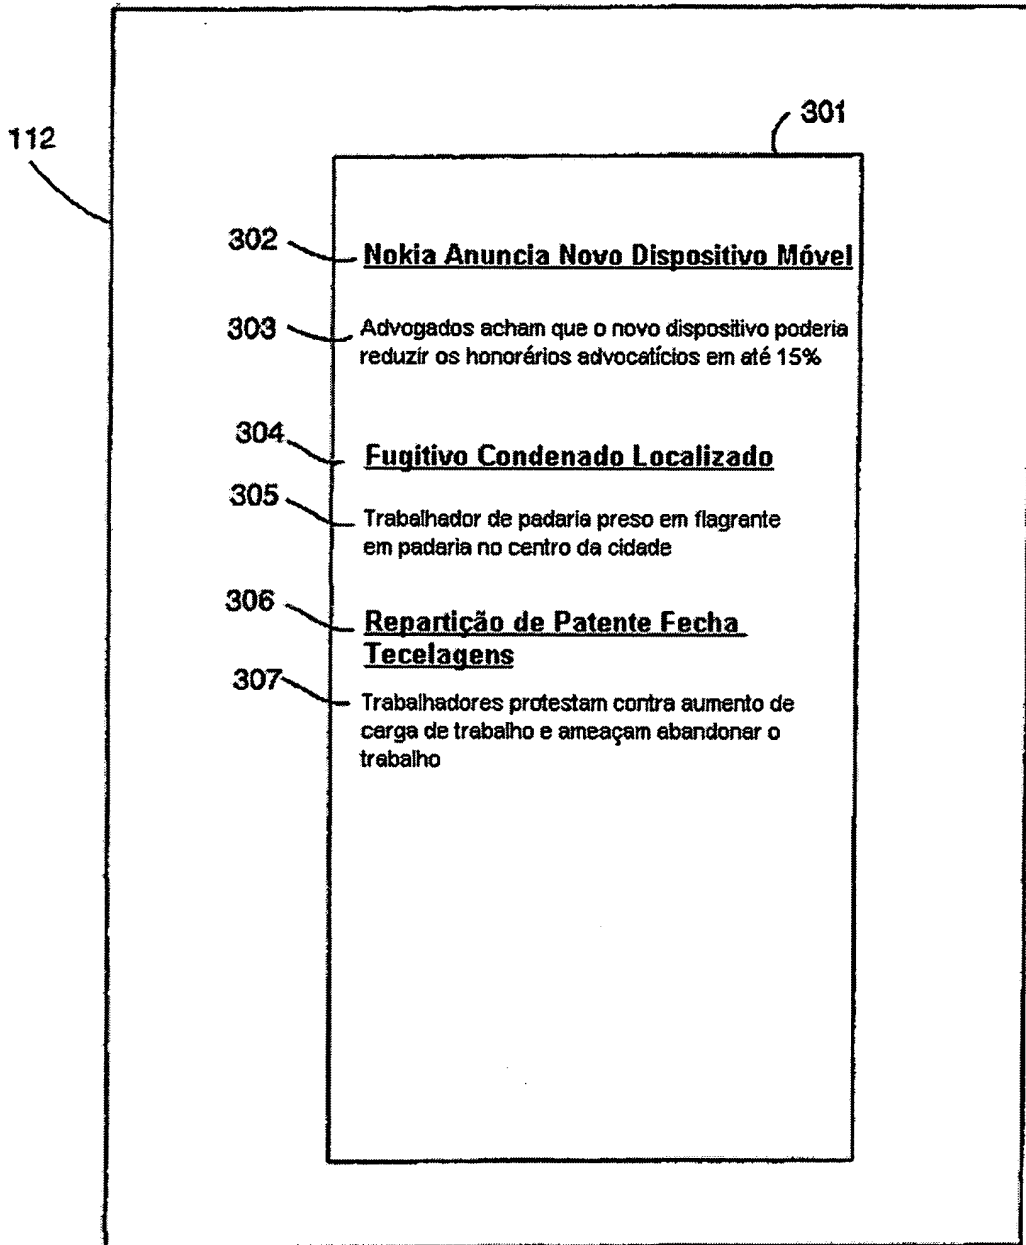 301
112
302
Nokia Anuncia Novo Dispositivo Móvel
303
Advogados acham que o novo dispositivo poderia
reduzir os honorários advocatícios em até 15%
304
Fugitivo Condenado Localizado
305
Trabalhador de padaria preso em flagrante
em padaria no centro da cidade
306
Repartição de Patente Fecha
Tecelagens
307
Trabalhadores protestam contra aumento de
carga de trabalho e ameaçam abandonar o
trabalho